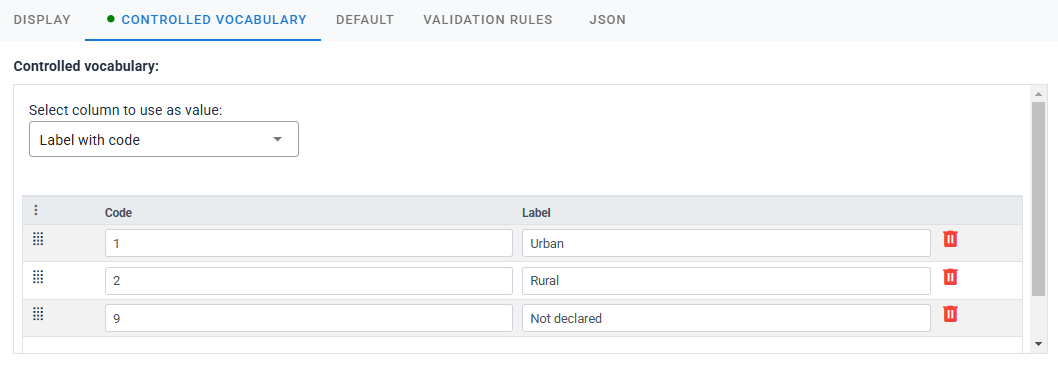 DISPLAY CONTROLLED VOCABULARY DEFAULT VALIDATION RULES JSON
Controlled vocabulary:
Select column to use as value:
Label with code
Code Label
1 Urban
2 Rural
9 Not declared